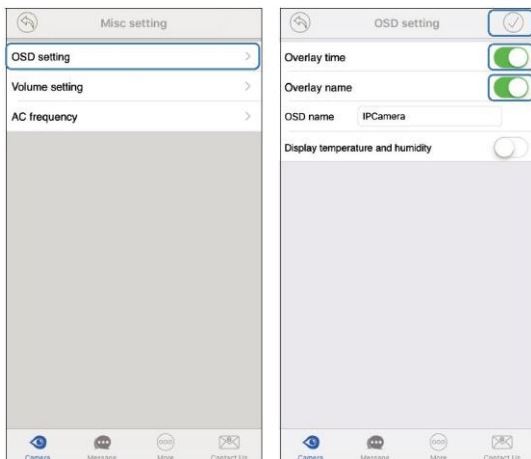 Misc setting
OSD setting
Volume setting
AC frequency
Camera
Message
More
Contact Us
OSD setting
Overlay time
Overlay name
OSD name IPCamera
Display temperature and humidity
Camera
Message
More
Contact Us